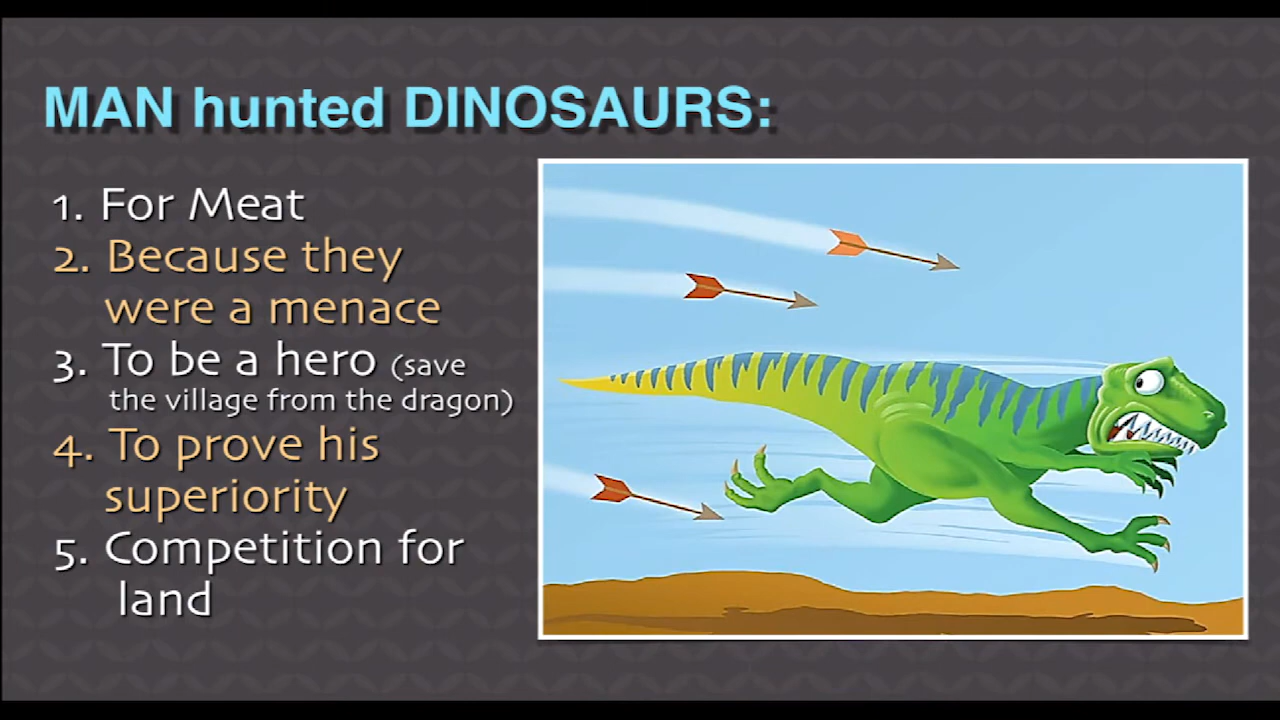 MAN hunted DINOSAURS:
1. For Meat
2. Because they
were a menace
3. To be a hero (save
the village from the dragon)
4. To prove his
superiority
5. Competition for
land